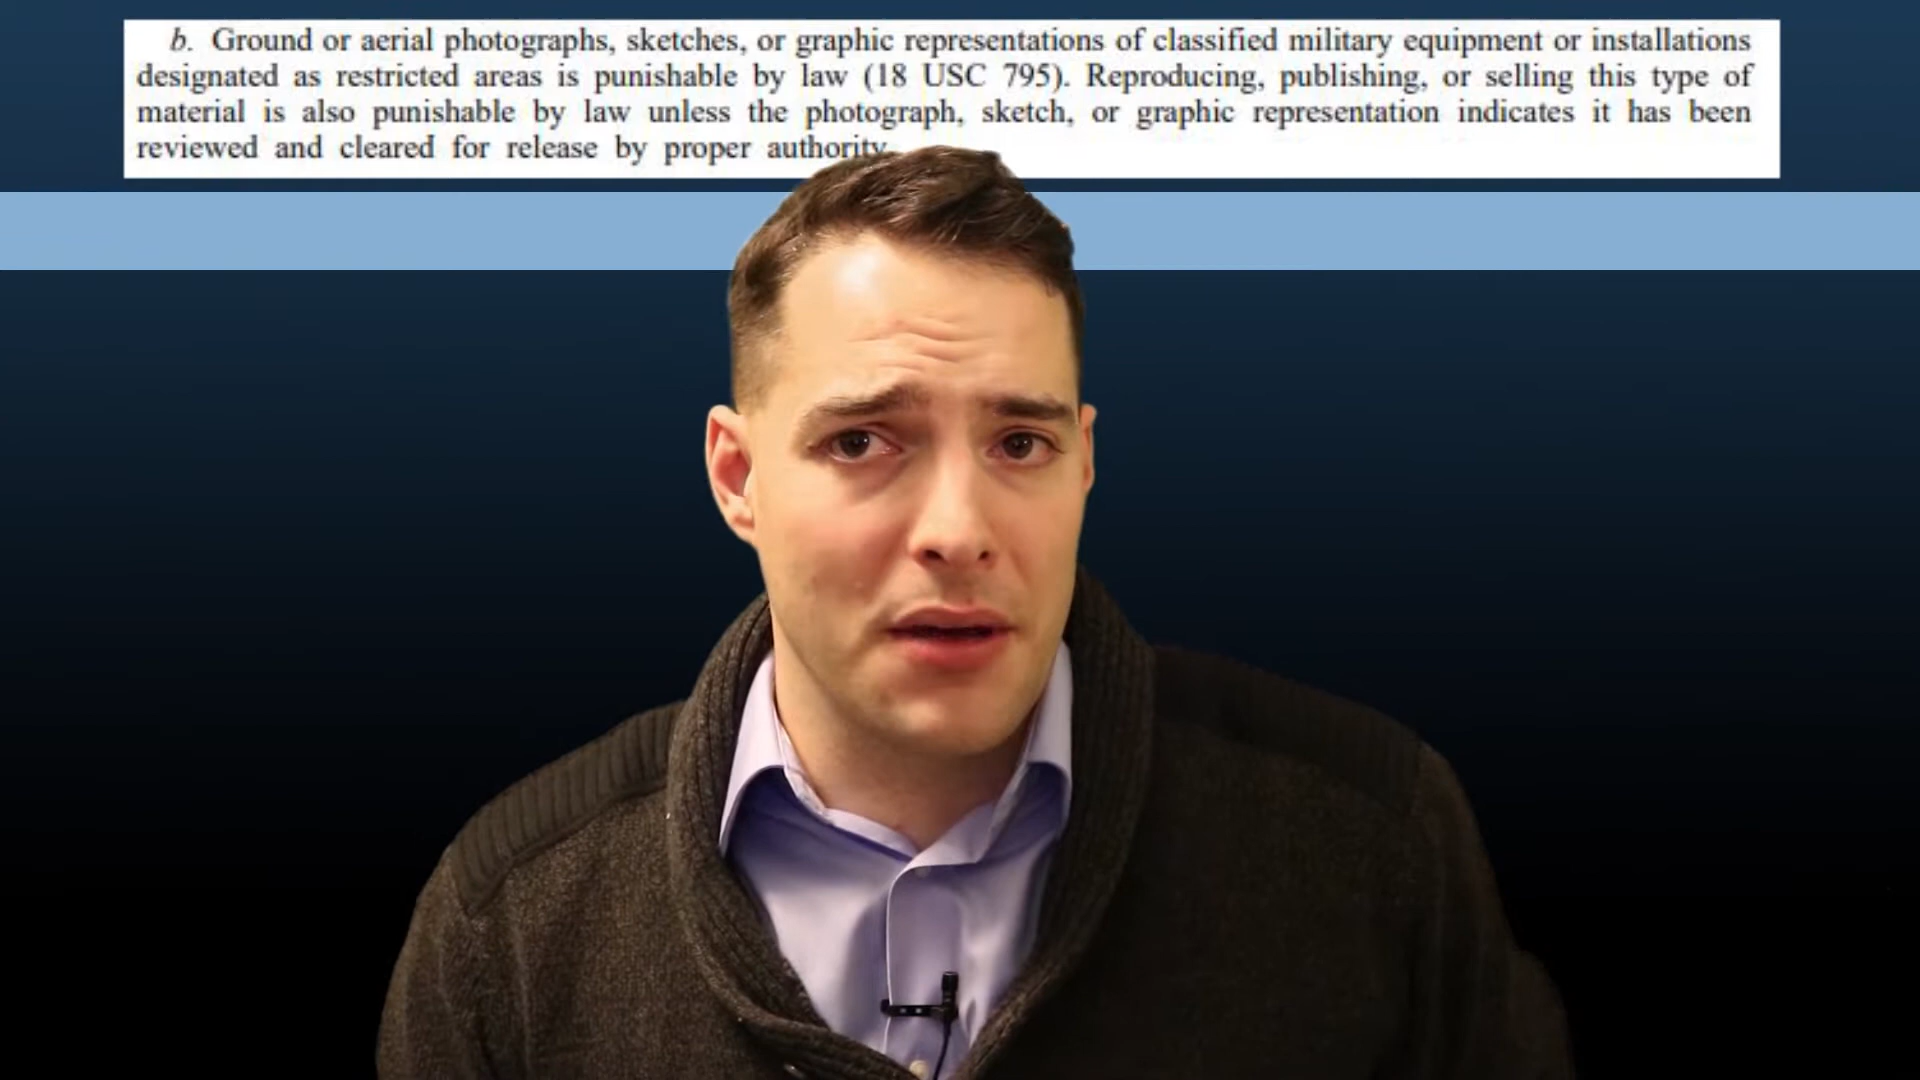 b. Ground or aerial photographs, sketches, or graphic representations of classified military equipment or installations
designated as restricted areas is punishable by law (18 USC 795). Reproducing, publishing, or selling this type of
material is also punishable by law unless the photograph, sketch, or graphic representation indicates it has been
reviewed and cleared for release by proper authority.